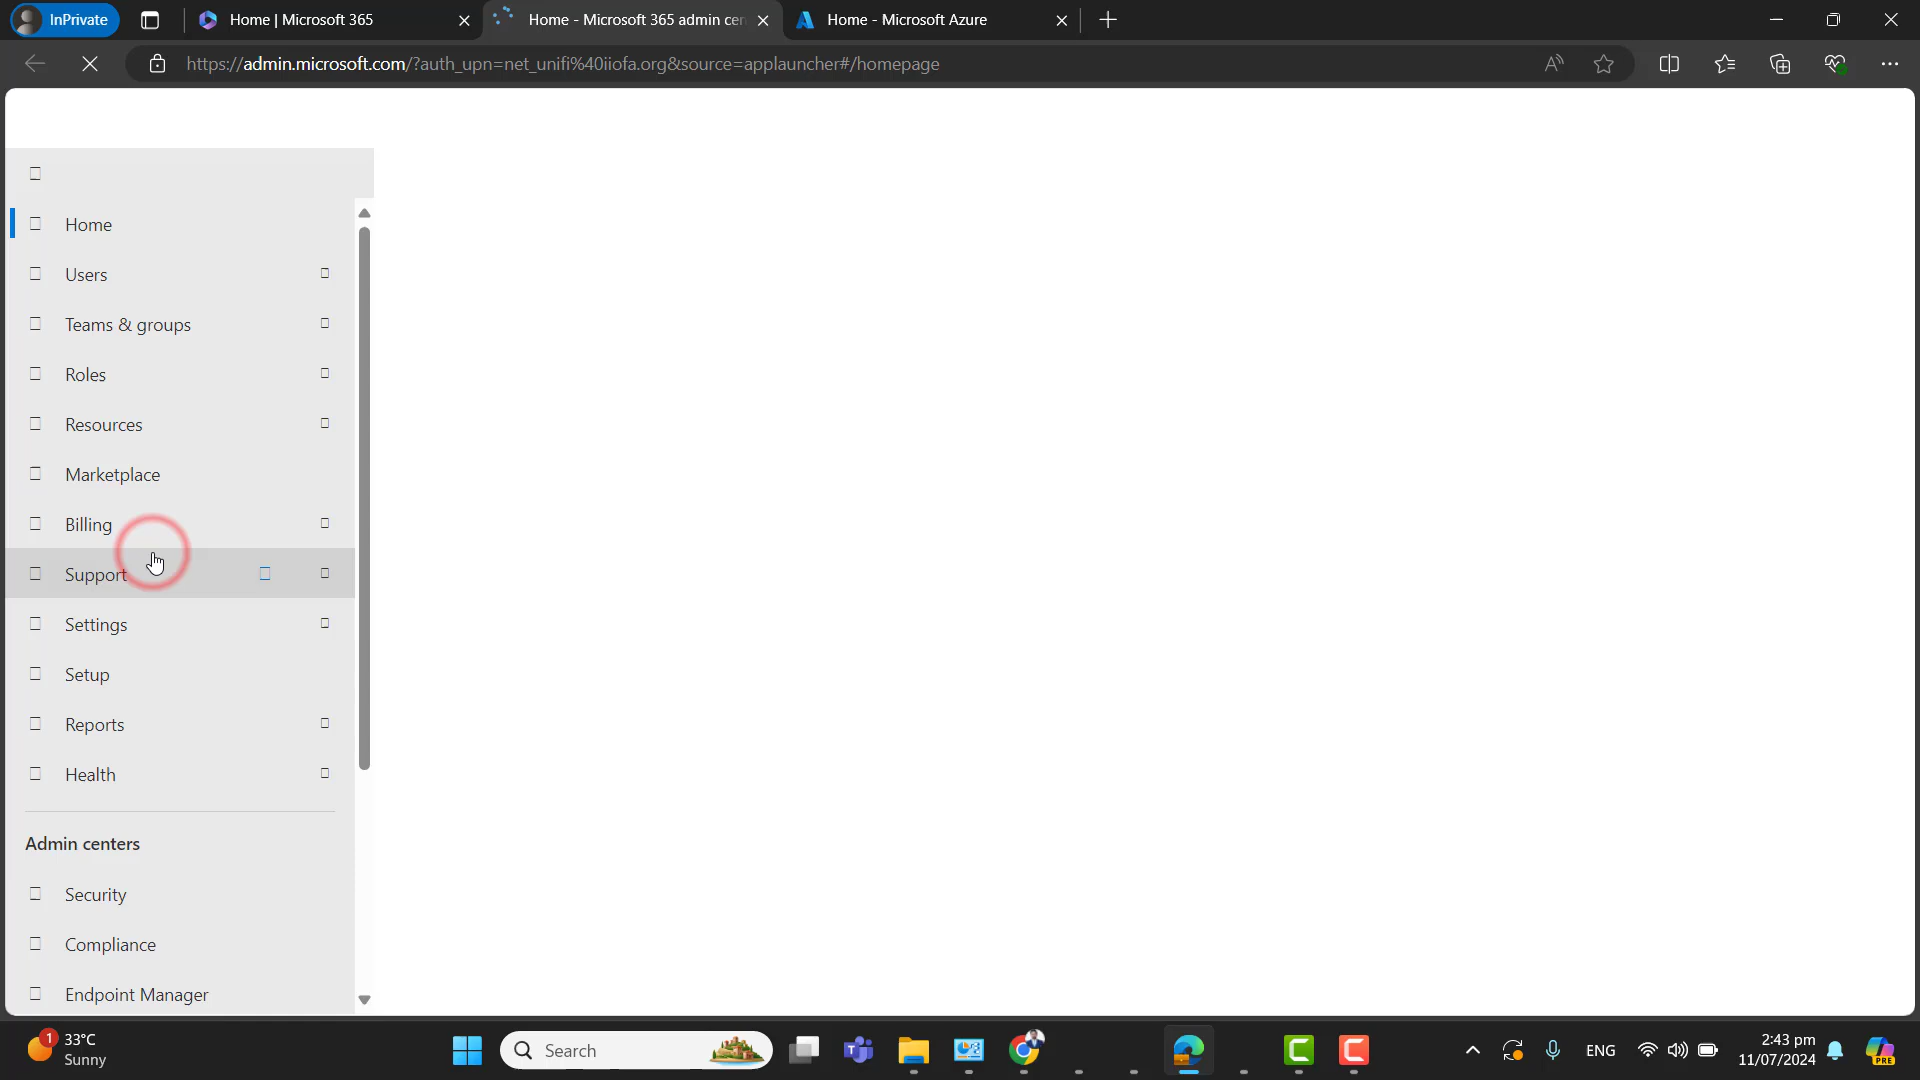 InPrivate
Home | Microsoft 365
Home - Microsoft 365 admin cen
Home - Microsoft Azure
https://admin.microsoft.com/?auth_upn=net_unifi%40iiofa.org&source=applauncher#/homepage
Home
Users
Teams & groups
Roles
Resources
Marketplace
Billing
Support
Settings
Setup
Reports
Health
Admin centers
Security
Compliance
Endpoint Manager
1
33°C
Sunny
Search
ENG
2:43 pm
11/07/2024
PRE